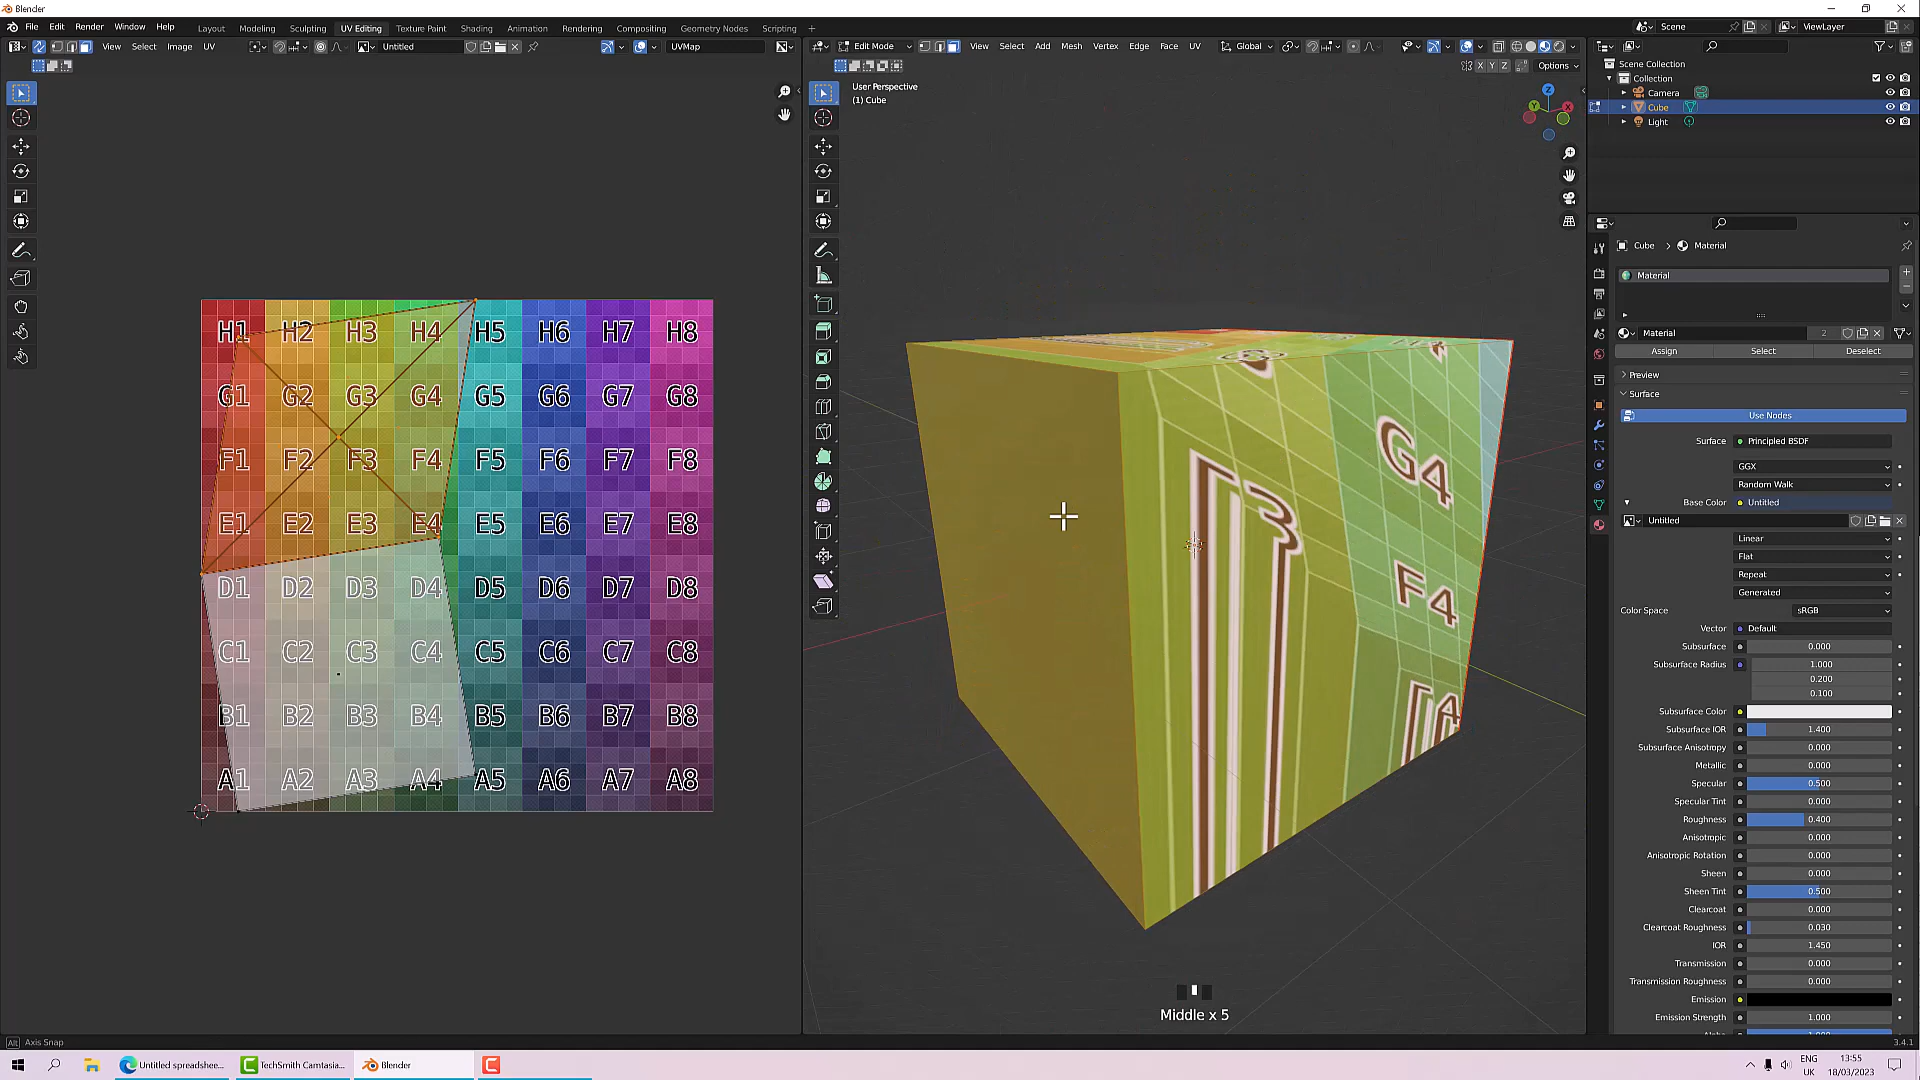 Blender
File Edit Render Window Help Layout Modeling Sculpting UV Editing Texture Paint Shading Animation Rendering Compositing Geometry Nodes Scripting + Scene ViewLayer
View Select Image UV Untitled UVMap Edit Mode View Select Add Mesh Vertex Edge Face UV Global
X Y Z Options
Scene Collection
Collection
Camera
Cube
Light
User Perspective
(1) Cube
Z
Y X
Cube > Material
Material
Material 2
Assign Select Deselect
Preview
Surface
Use Nodes
Surface Principled BSDF
GGX
Random Walk
Base Color Untitled
Untitled
Linear
Flat
Repeat
Generated
Color Space sRGB
Vector Default
Subsurface 0.000
Subsurface Radius 1.000
0.200
0.100
Subsurface Color
Subsurface IOR 1.400
Subsurface Anisotropy 0.000
Metallic 0.000
Specular 0.500
Specular Tint 0.000
Roughness 0.400
Anisotropic 0.000
Anisotropic Rotation 0.000
Sheen 0.000
Sheen Tint 0.500
Clearcoat 0.000
Clearcoat Roughness 0.030
IOR 1.450
Transmission 0.000
Transmission Roughness 0.000
Emission
Emission Strength 1.000
H1 H2 H3 H4 H5 H6 H7 H8
G1 G2 G3 G4 G5 G6 G7 G8
F1 F2 F3 F4 F5 F6 F7 F8
E1 E2 E3 E4 E5 E6 E7 E8
D1 D2 D3 D4 D5 D6 D7 D8
C1 C2 C3 C4 C5 C6 C7 C8
B1 B2 B3 B4 B5 B6 B7 B8
A1 A2 A3 A4 A5 A6 A7 A8
G4
F4
Middle x 5
Alt Axis Snap
3.4.1
Untitled spreadshee... TechSmith Camtasia... Blender
ENG
UK
13:55
18/03/2023